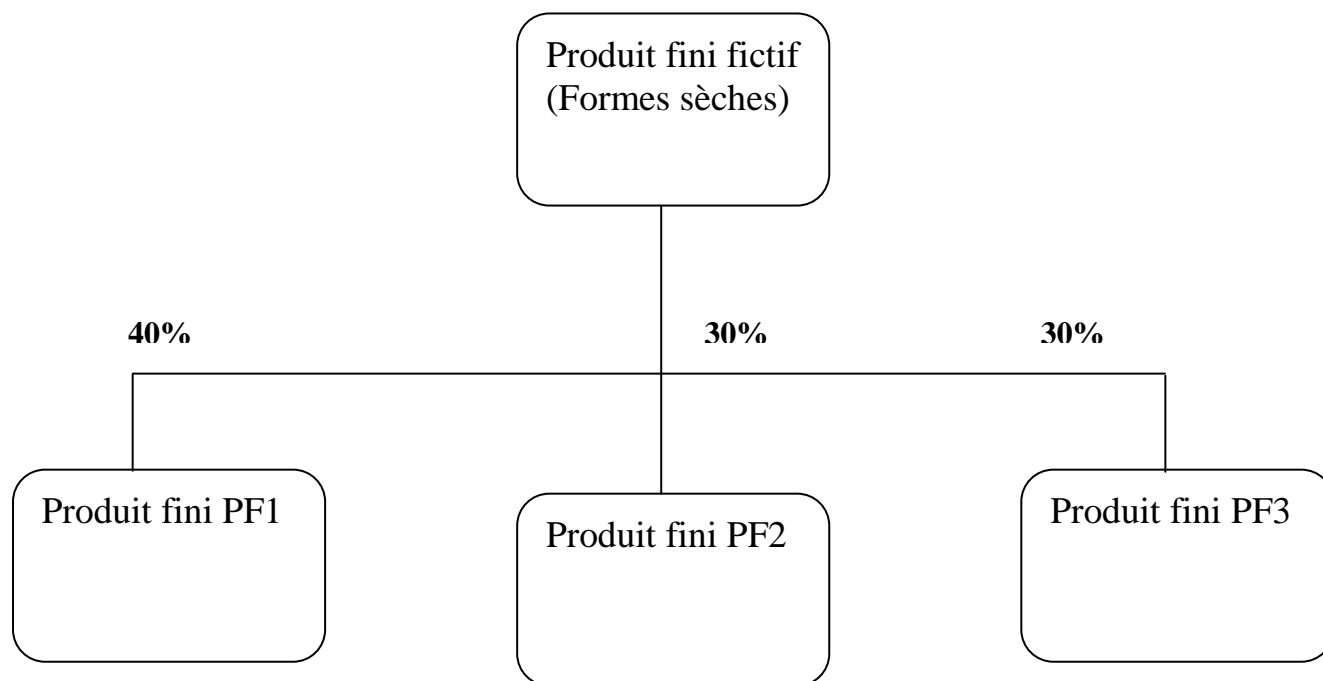 Produit fini fictif
(Formes sèches)
40%
30%
30%
Produit fini PF1
Produit fini PF2
Produit fini PF3